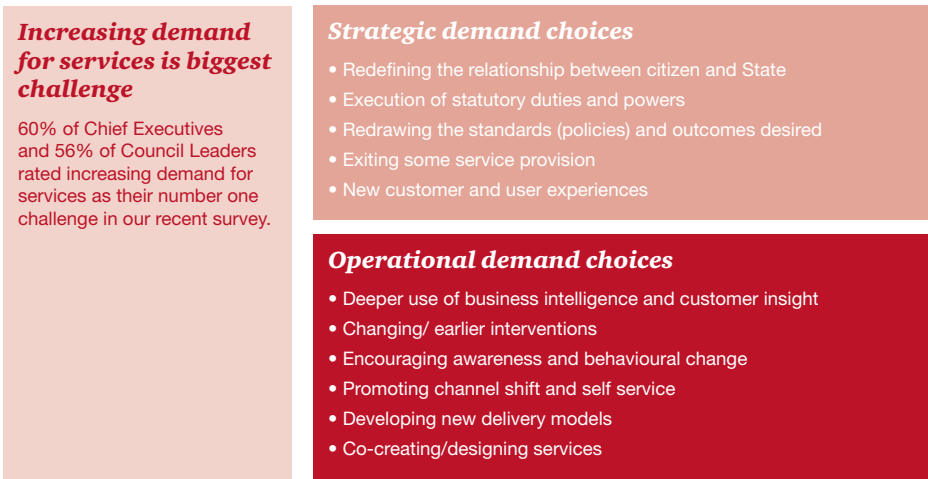 Increasing demand
for services is biggest
challenge
60% of Chief Executives
and 56% of Council Leaders
rated increasing demand for
services as their number one
challenge in our recent survey.
Strategic demand choices
• Redefining the relationship between citizen and State
• Execution of statutory duties and powers
• Redrawing the standards (policies) and outcomes desired
• Exiting some service provision
• New customer and user experiences
Operational demand choices
• Deeper use of business intelligence and customer insight
• Changing/ earlier interventions
• Encouraging awareness and behavioural change
• Promoting channel shift and self service
• Developing new delivery models
• Co-creating/designing services